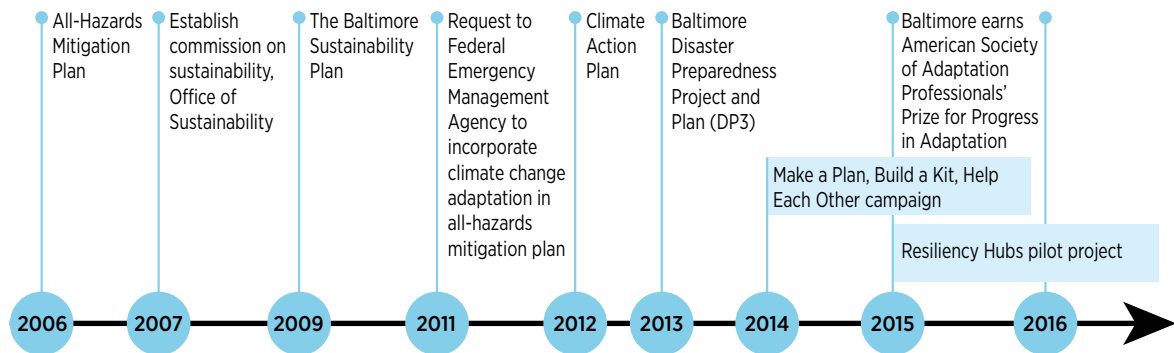 All-Hazards
Mitigation
Plan
Establish
commission on
sustainability,
Office of
Sustainability
The Baltimore
Sustainability
Plan
Request to
Federal
Emergency
Management
Agency to
incorporate
climate change
adaptation in
all-hazards
mitigation plan
Climate
Action
Plan
Baltimore
Disaster
Preparedness
Project and
Plan (DP3)
Baltimore earns
American Society
of Adaptation
Professionals’
Prize for Progress
in Adaptation
Make a Plan, Build a Kit, Help
Each Other campaign
Resiliency Hubs pilot project
2006
2007
2009
2011
2012
2013
2014
2015
2016